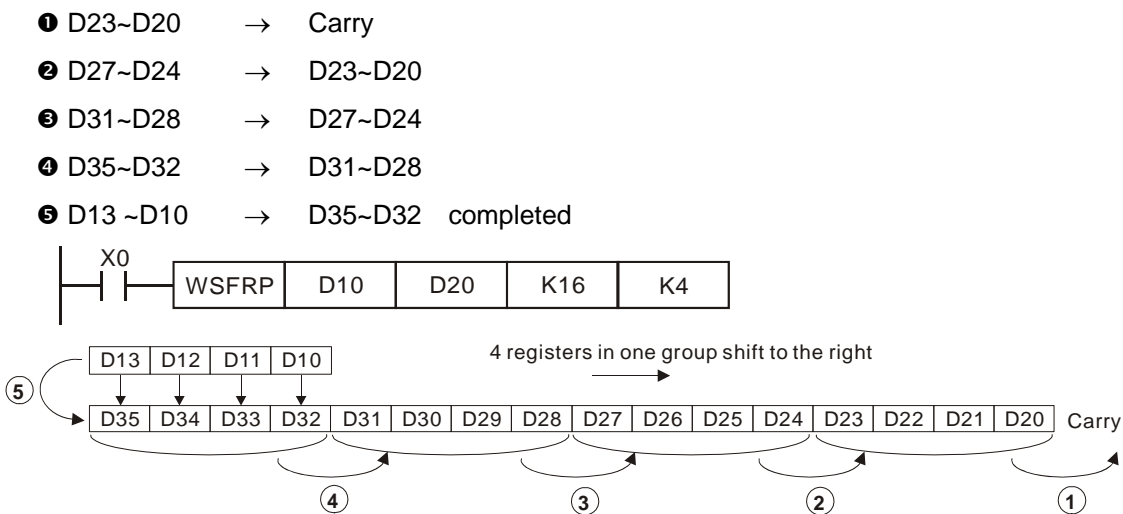 ❶ D23~D20 → Carry
❷ D27~D24 → D23~D20
❸ D31~D28 → D27~D24
❹ D35~D32 → D31~D28
❺ D13 ~D10 → D35~D32 completed
X0
WSFRP D10 D20 K16 K4
D13 D12 D11 D10 4 registers in one group shift to the right
5
D35 D34 D33 D32 D31 D30 D29 D28 D27 D26 D25 D24 D23 D22 D21 D20 Carry
4 3 2 1